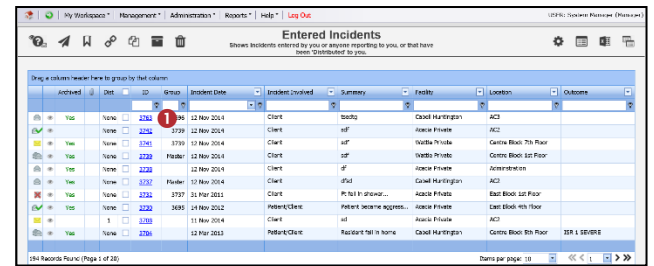 My Workspace Management Administration Reports Help Log Out
USER: System Manager (Manager)
Entered Incidents
Shows incidents entered by you or anyone reporting to you, or that have
been 'Distributed' to you.
Drag a column header here to group by that column
Archived Dist ID Group Incident Date Incident Involved Summary Facility Location Outcome
Yes None 3763 12 Nov 2014 Client Cabell Huntington AC3
1
None 3742 3739 12 Nov 2014 Client sdf Acacia Private
Yes None 3741 3739 12 Nov 2014 Client sdf Wattle Private Centre Block 7th Floor
Yes None 3739 Master 12 Nov 2014 Client sdf Wattle Private Centre Block 1st Floor
None 3738 12 Nov 2014 Client df Acacia Private Administration
Yes None 3737 Master 12 Nov 2014 Client dfsd Cabell Huntington AC2
Yes None 3732 3737 31 Mar 2011 Client Pt fell in shower... Acacia Private East Block 1st Floor
Yes None 3730 3695 14 Nov 2012 Patient/Client Patient became aggress... Acacia Private East Block 4th Floor
1 3708 11 Nov 2014 Client sd Acacia Private AC2
Yes None 3704 12 Mar 2013 Patient/Client Resident fall in home Cabell Huntington Centre Block 5th Floor ISR 1 SEVERE
194 Records Found (Page 1 of 20) Items per page: 10 1